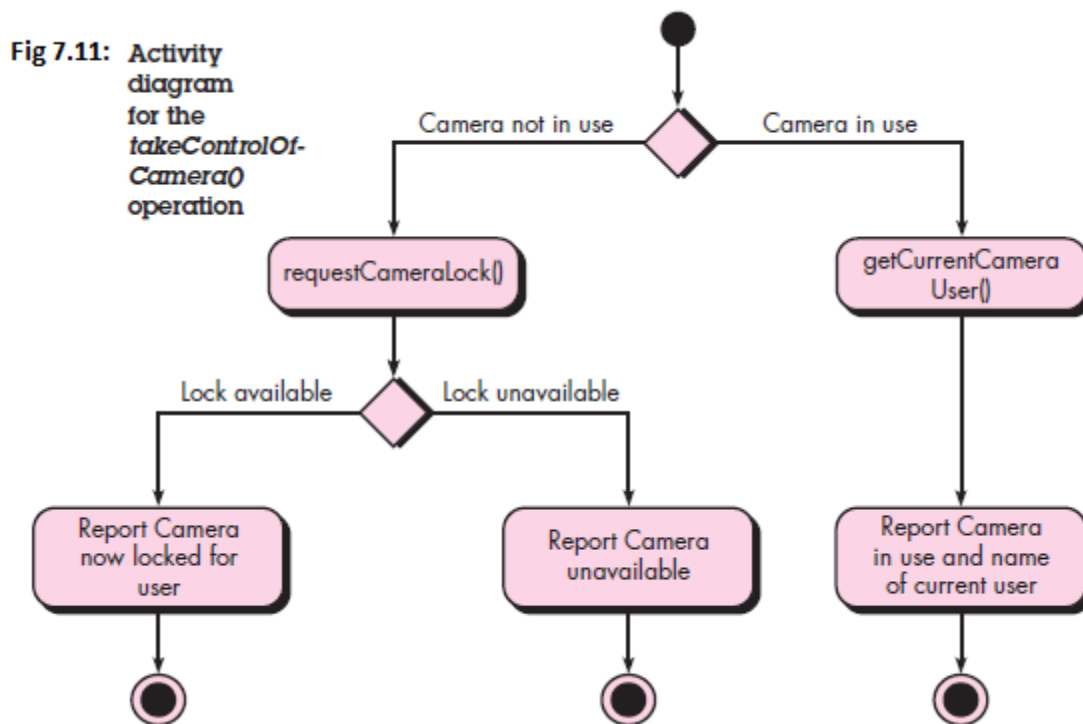 Fig 7.11: Activity
diagram
for the
takeControlOf-
Camera()
operation
Camera not in use
Camera in use
requestCameraLock()
getCurrentCamera
User()
Lock available
Lock unavailable
Report Camera
now locked for
user
Report Camera
unavailable
Report Camera
in use and name
of current user